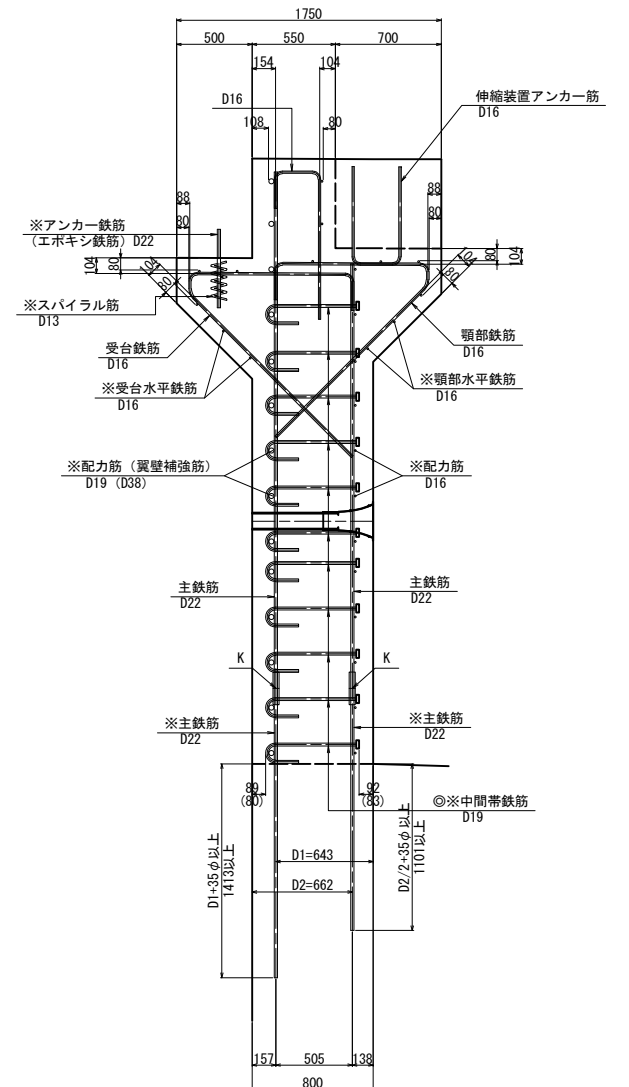 1750
500
550
700
154
104
D16
伸縮装置アンカー筋
D16
108
80
88
80
88
80
※アンカー鉄筋
(エポキシ鉄筋) D22
104
80
104
80
80
104
104
80
※スパイラル筋
D13
受台鉄筋
D16
顎部鉄筋
D16
※受台水平鉄筋
D16
※顎部水平鉄筋
D16
※配力筋 (翼壁補強筋)
D19 (D38)
※配力筋
D16
主鉄筋
D22
主鉄筋
D22
K
K
※主鉄筋
D22
※主鉄筋
D22
89
(80)
92
(83)
◎※中間帯鉄筋
D19
D1+35φ以上
1413以上
D2/2+35φ以上
1101以上
D1=643
D2=662
157
505
138
800